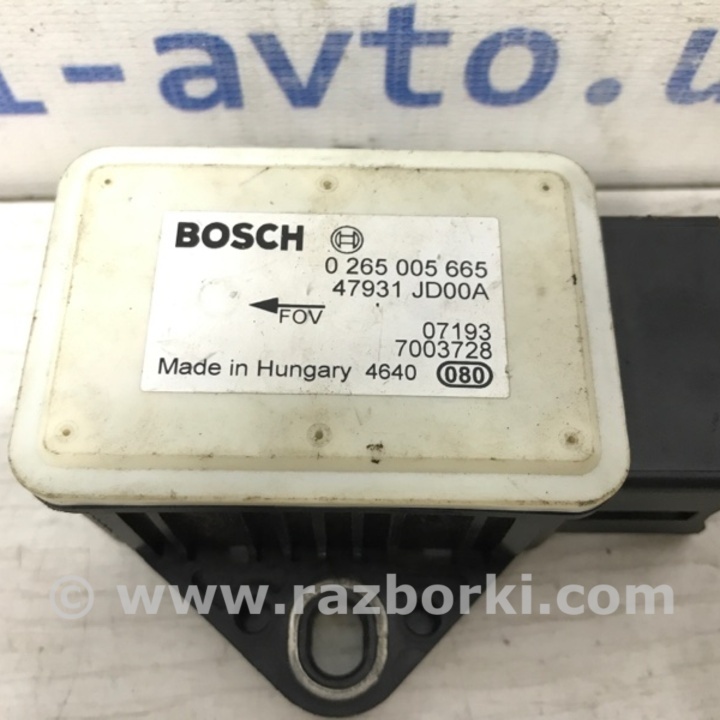 1-avto.u
BOSCH
0 265 005 665
47931 JD00A
FOV
07193
7003728
Made in Hungary 4640 080
© www.razborki.com